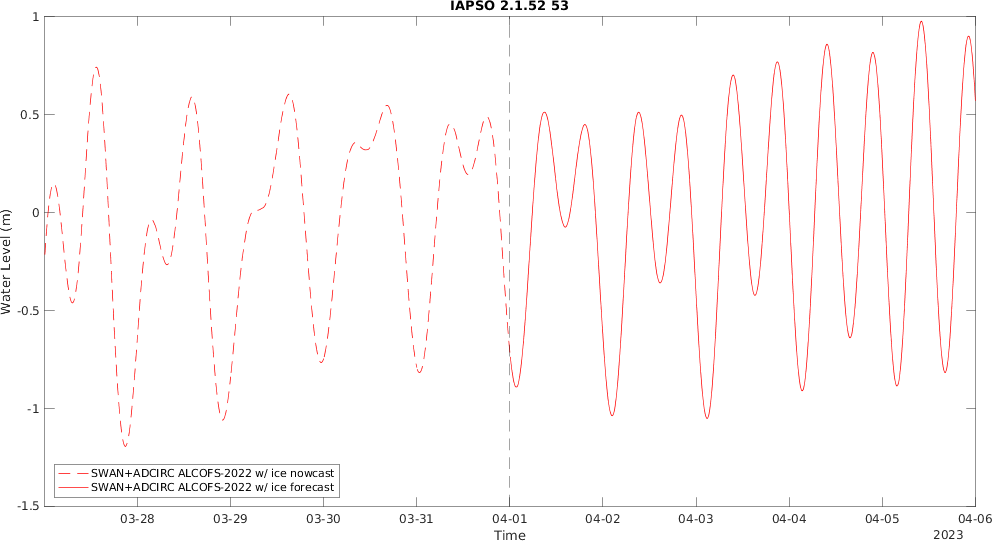 IAPSO 2.1.52 53
Water Level (m)
1
0.5
0
-0.5
-1
-1.5
SWAN+ADCIRC ALCOFS-2022 w/ ice nowcast
SWAN+ADCIRC ALCOFS-2022 w/ ice forecast
03-28 03-29 03-30 03-31 04-01 04-02 04-03 04-04 04-05 04-06
Time
2023